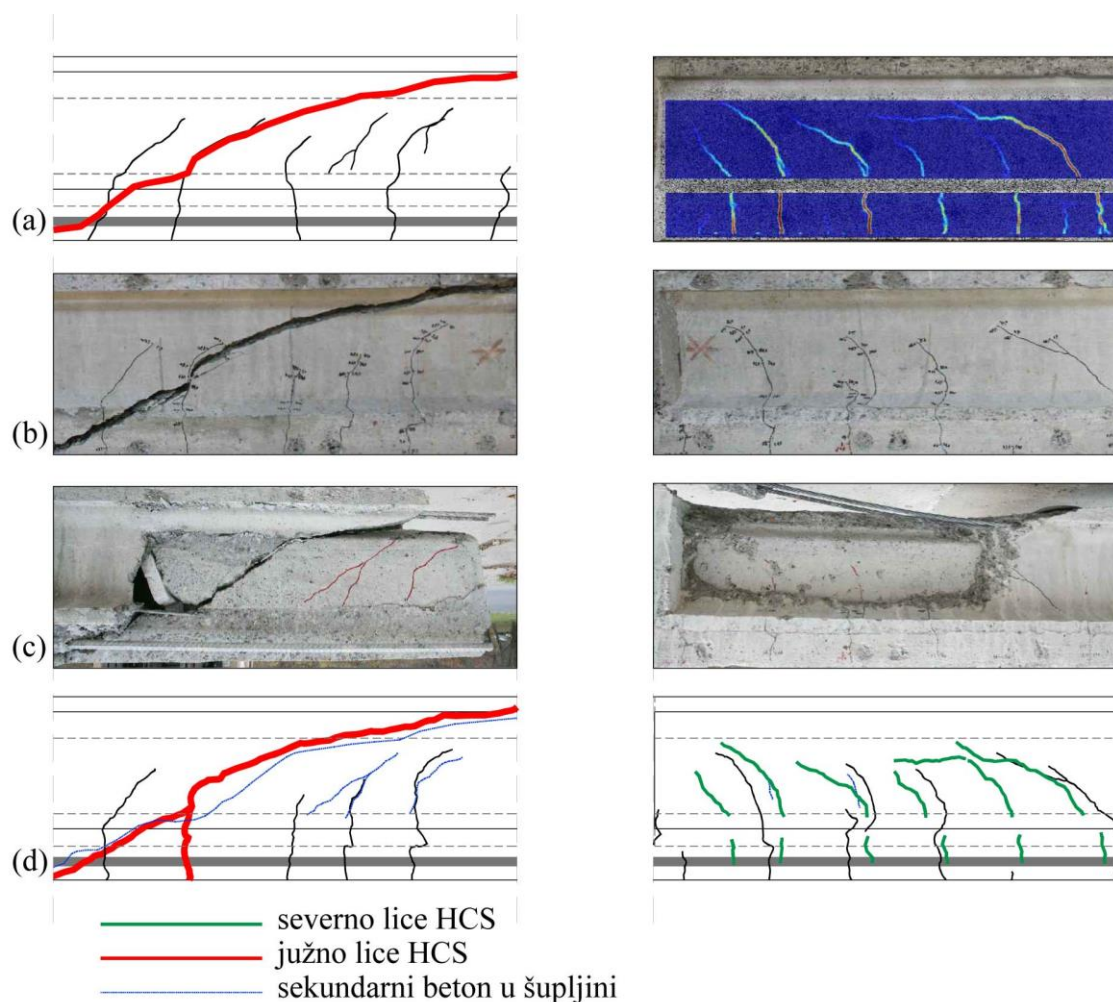 (a)
(b)
(c)
(d)
severno lice HCS
južno lice HCS
sekundarni beton u šupljini